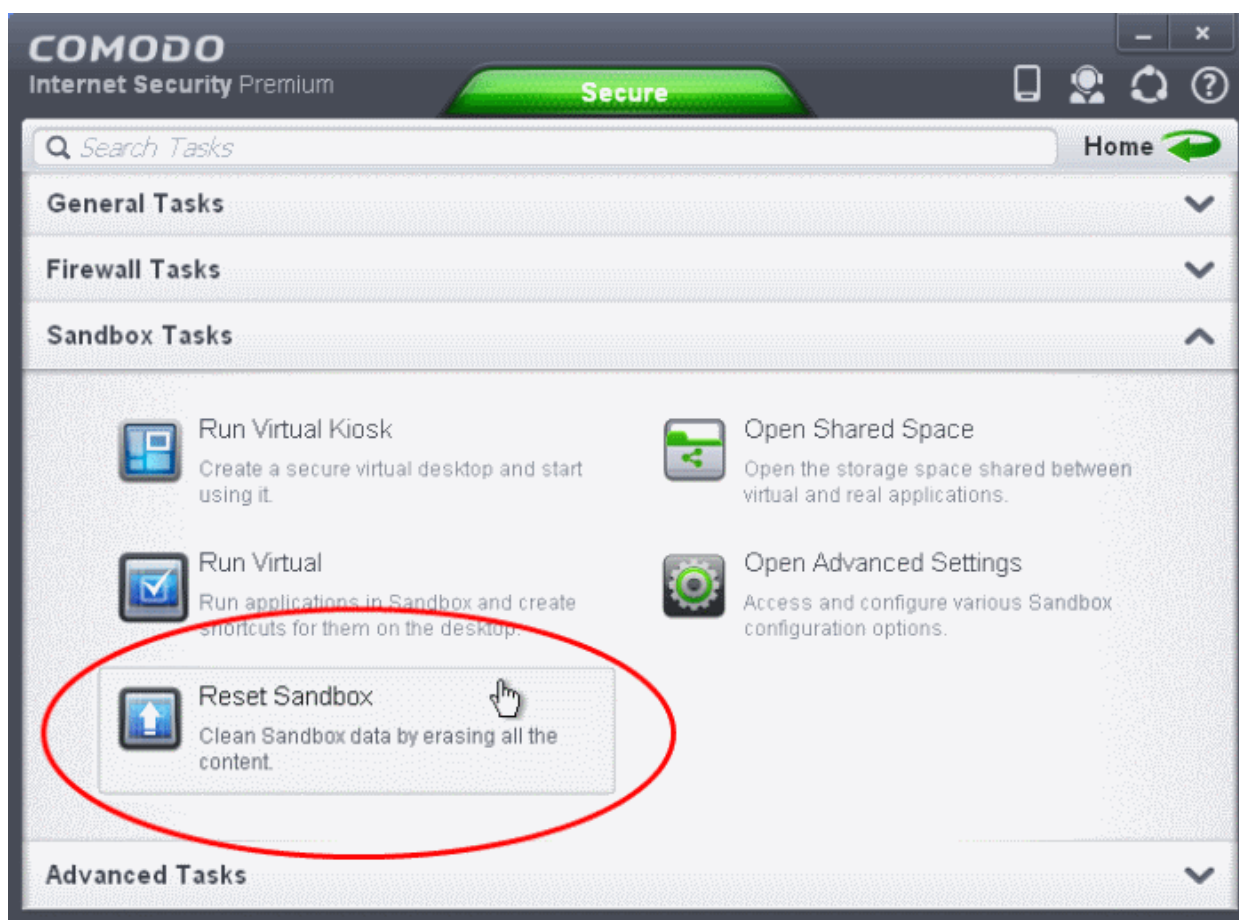 COMODO
Internet Security Premium
Secure
Search Tasks
Home
General Tasks
Firewall Tasks
Sandbox Tasks
Run Virtual Kiosk
Create a secure virtual desktop and start
using it.
Open Shared Space
Open the storage space shared between
virtual and real applications.
Run Virtual
Run applications in Sandbox and create
shortcuts for them on the desktop.
Open Advanced Settings
Access and configure various Sandbox
configuration options.
Reset Sandbox
Clean Sandbox data by erasing all the
content.
Advanced Tasks